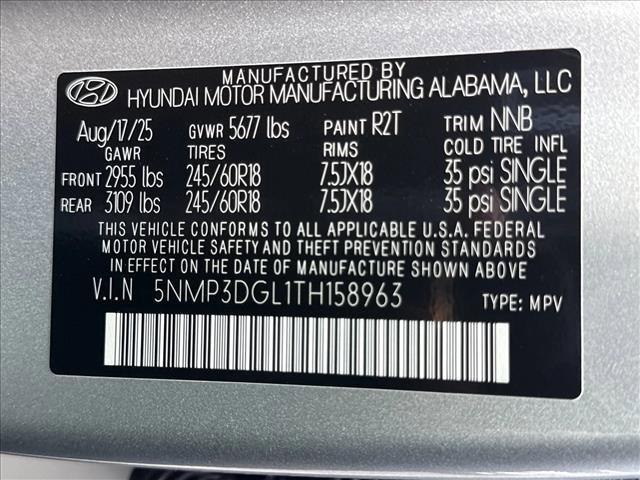 MANUFACTURED BY
HYUNDAI MOTOR MANUFACTURING ALABAMA, LLC
Aug/17/25 GVWR 5677 lbs PAINT R2T TRIM NNB
GAWR TIRES RIMS COLD TIRE INFL
FRONT 2955 lbs 245/60R18 7.5JX18 35 psi SINGLE
REAR 3109 lbs 245/60R18 7.5JX18 35 psi SINGLE
THIS VEHICLE CONFORMS TO ALL APPLICABLE U.S.A. FEDERAL
MOTOR VEHICLE SAFETY AND THEFT PREVENTION STANDARDS
IN EFFECT ON THE DATE OF MANUFACTURE SHOWN ABOVE.
V.I.N 5NMP3DGL1TH158963 TYPE: MPV